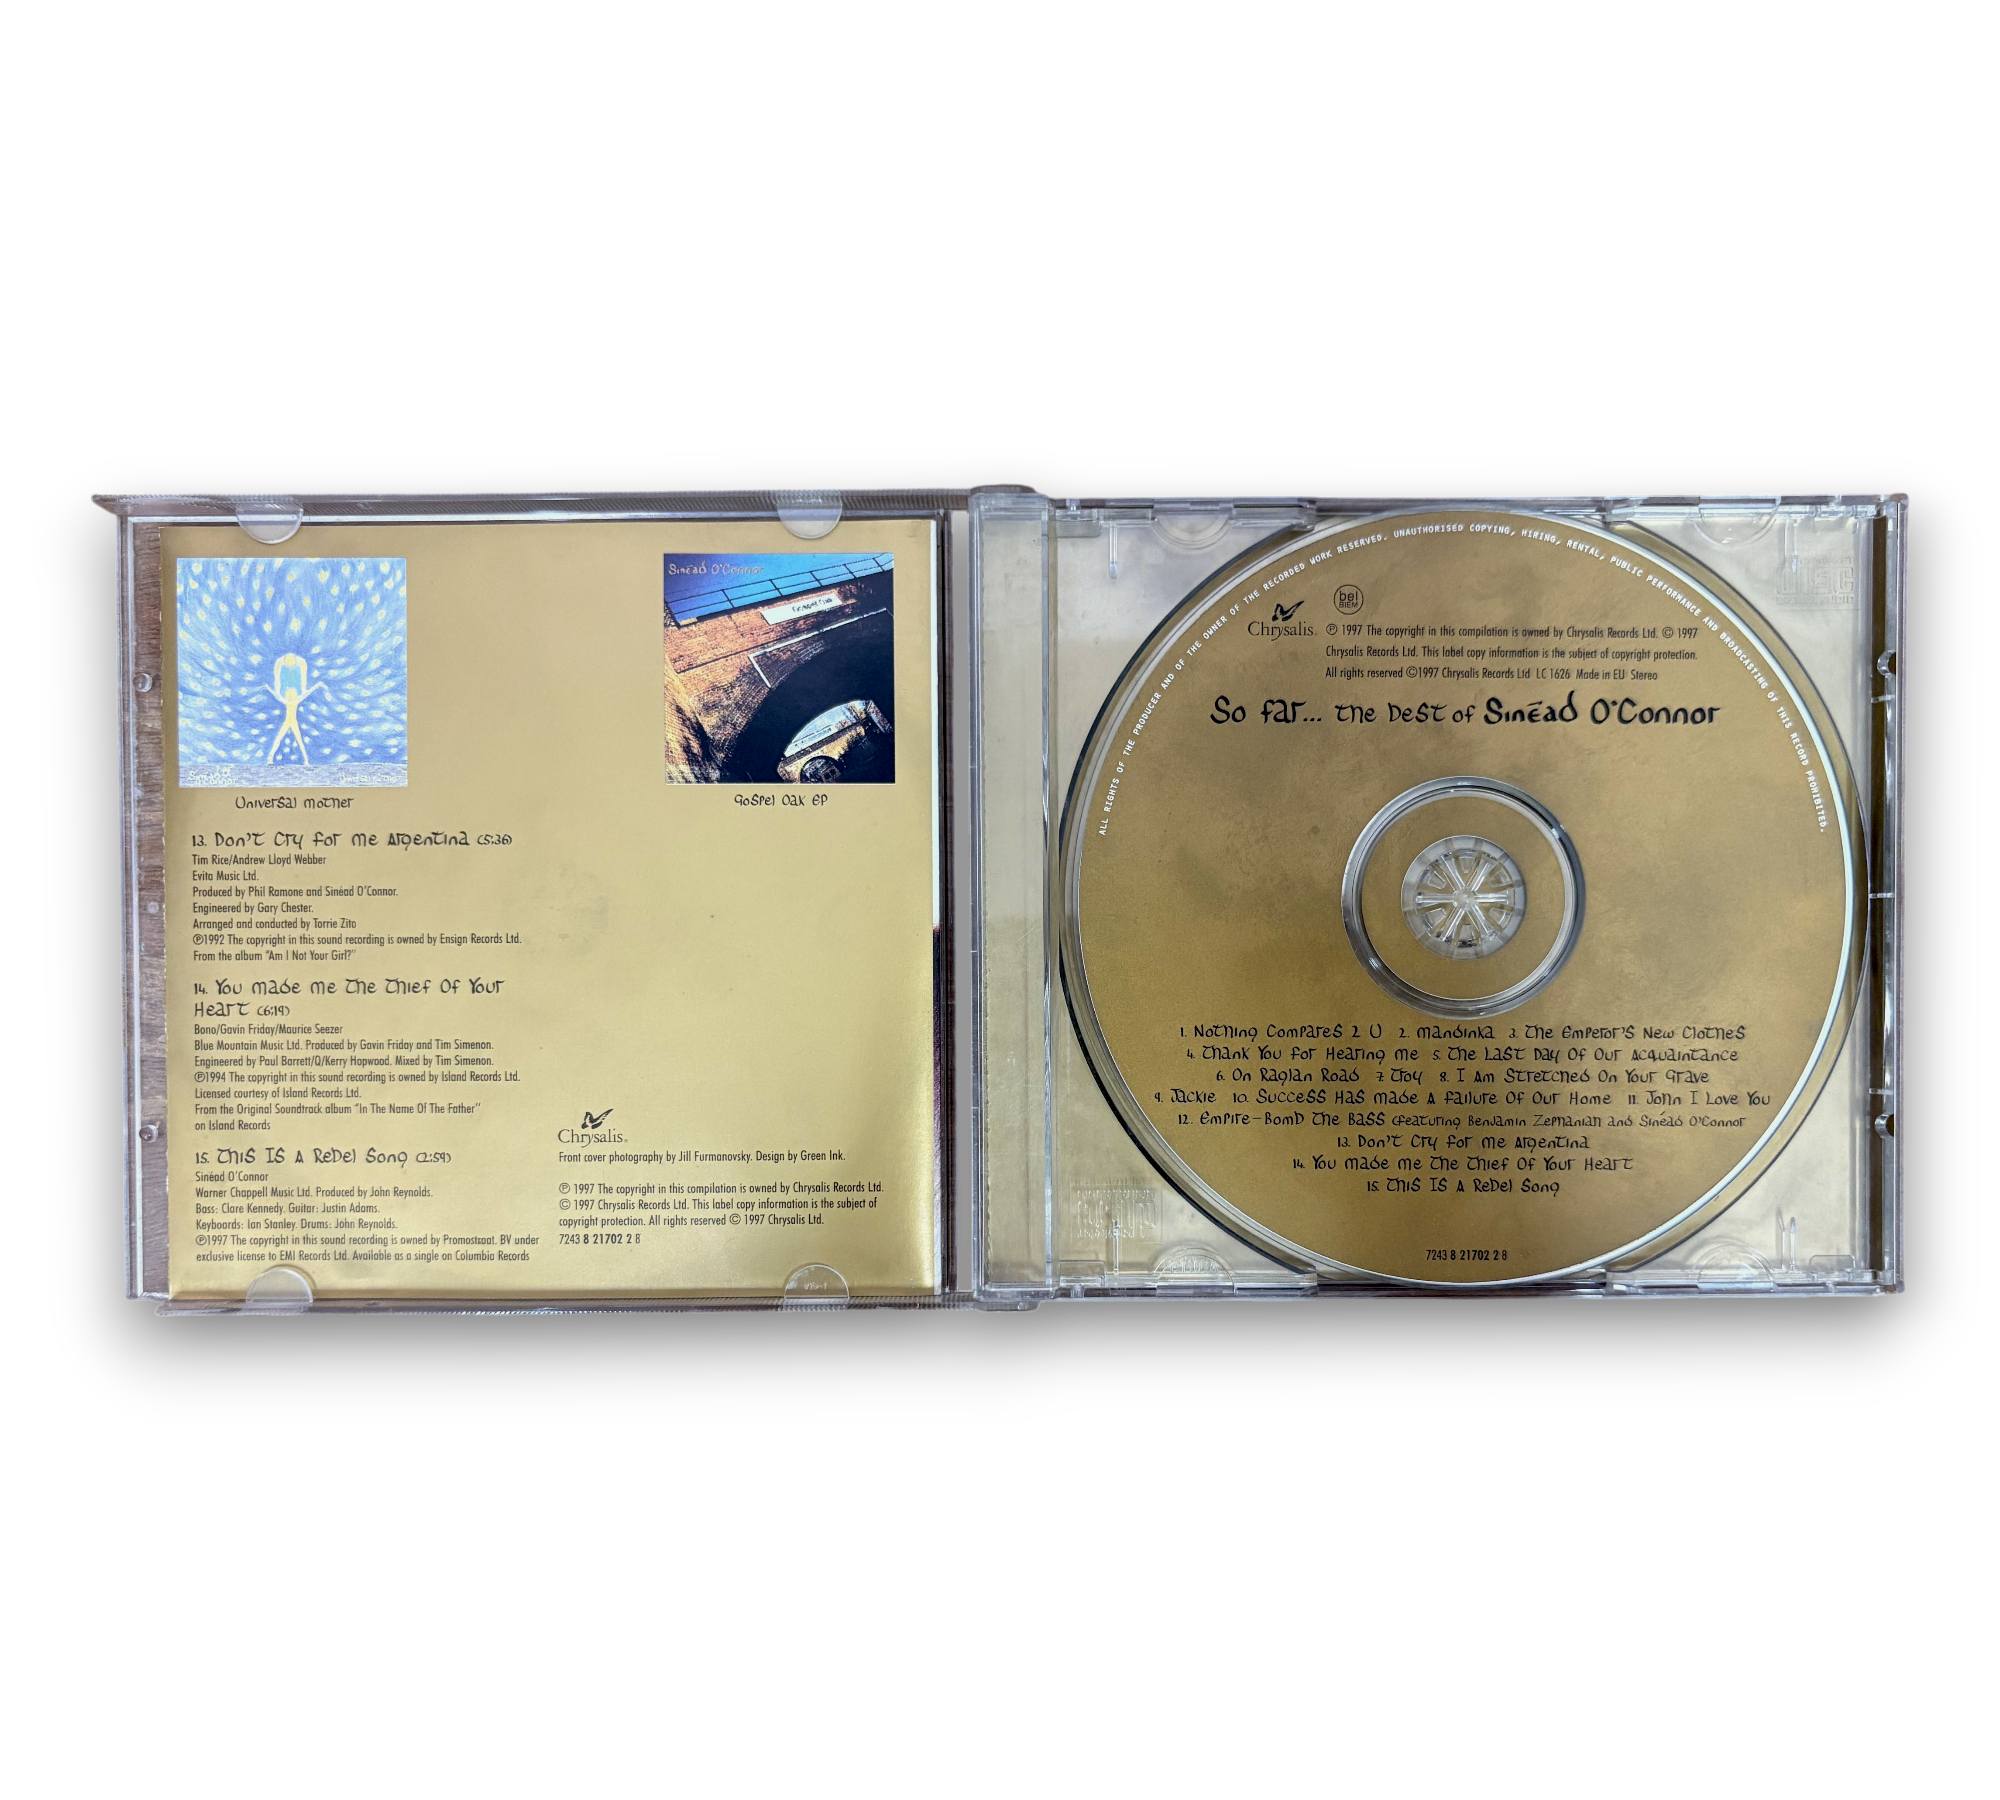 Sinéad O'Connor
Universal Mother
Gospel Oak EP
13. Don't Cry For Me Argentina (5:36)
Tim Rice/Andrew Lloyd Webber
Evita Music Ltd.
Produced by Phil Ramone and Sinéad O'Connor.
Engineered by Gary Chester.
Arranged and conducted by Torrie Zito
℗1992 The copyright in this sound recording is owned by Ensign Records Ltd.
From the album "Am I Not Your Girl?"
14. You Made Me The Thief Of Your
Heart (6:19)
Bono/Gavin Friday/Maurice Seezer
Blue Mountain Music Ltd. Produced by Gavin Friday and Tim Simenon.
Engineered by Paul Barrett/Q/Kerry Hopwood. Mixed by Tim Simenon.
℗1994 The copyright in this sound recording is owned by Island Records Ltd.
Licensed courtesy of Island Records Ltd.
From the Original Soundtrack album "In The Name Of The Father"
on Island Records
15. This Is A Rebel Song (2:59)
Sinéad O'Connor
Warner Chappell Music Ltd. Produced by John Reynolds.
Bass: Clare Kennedy. Guitar: Justin Adams.
Keyboards: Ian Stanley. Drums: John Reynolds.
℗1997 The copyright in this sound recording is owned by Promostraat. BV under
exclusive license to EMI Records Ltd. Available as a single on Columbia Records
Chrysalis®
Front cover photography by Jill Furmanovsky. Design by Green Ink.
℗ 1997 The copyright in this compilation is owned by Chrysalis Records Ltd.
© 1997 Chrysalis Records Ltd. This label copy information is the subject of
copyright protection. All rights reserved © 1997 Chrysalis Ltd.
7243 8 21702 2 8
ALL RIGHTS OF THE PRODUCER AND OF THE OWNER OF THE RECORDED WORK RESERVED. UNAUTHORISED COPYING, HIRING, RENTAL, PUBLIC PERFORMANCE AND BROADCASTING OF THIS RECORD PROHIBITED.
bel
BIEM
Chrysalis®
℗ 1997 The copyright in this compilation is owned by Chrysalis Records Ltd. © 1997
Chrysalis Records Ltd. This label copy information is the subject of copyright protection.
All rights reserved ©1997 Chrysalis Records Ltd LC 1626 Made in EU Stereo
So far... the best of Sinéad O'Connor
1. Nothing Compares 2 U 2. Mandinka 3. The Emperor's New Clothes
4. Thank You For Hearing Me 5. The Last Day Of Our Acquaintance
6. On Raglan Road 7. Troy 8. I Am Stretched On Your Grave
9. Jackie 10. Success Has Made A Failure Of Our Home 11. John I Love You
12. Empire-Bomb The Bass (Featuring Benjamin Zephaniah and Sinéad O'Connor
13. Don't Cry For Me Argentina
14. You Made Me The Thief Of Your Heart
15. This Is A Rebel Song
7243 8 21702 2 8